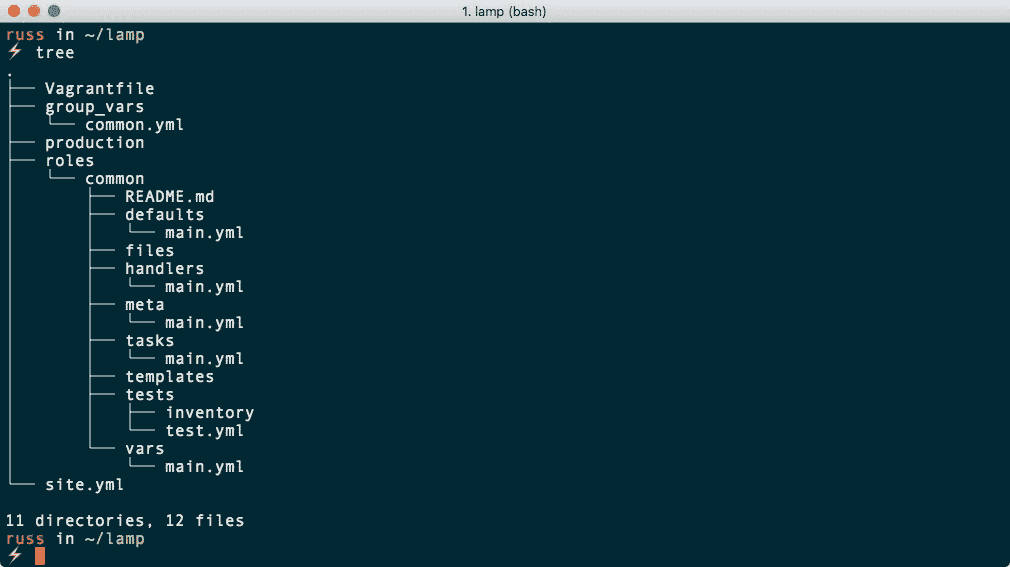 1. lamp (bash)
russ in ~/lamp
⚡ tree
.
├── Vagrantfile
├── group_vars
│   └── common.yml
├── production
├── roles
│   └── common
│       ├── README.md
│       ├── defaults
│       │   └── main.yml
│       ├── files
│       ├── handlers
│       │   └── main.yml
│       ├── meta
│       │   └── main.yml
│       ├── tasks
│       │   └── main.yml
│       ├── templates
│       ├── tests
│       │   ├── inventory
│       │   └── test.yml
│       └── vars
│           └── main.yml
└── site.yml

11 directories, 12 files
russ in ~/lamp
⚡